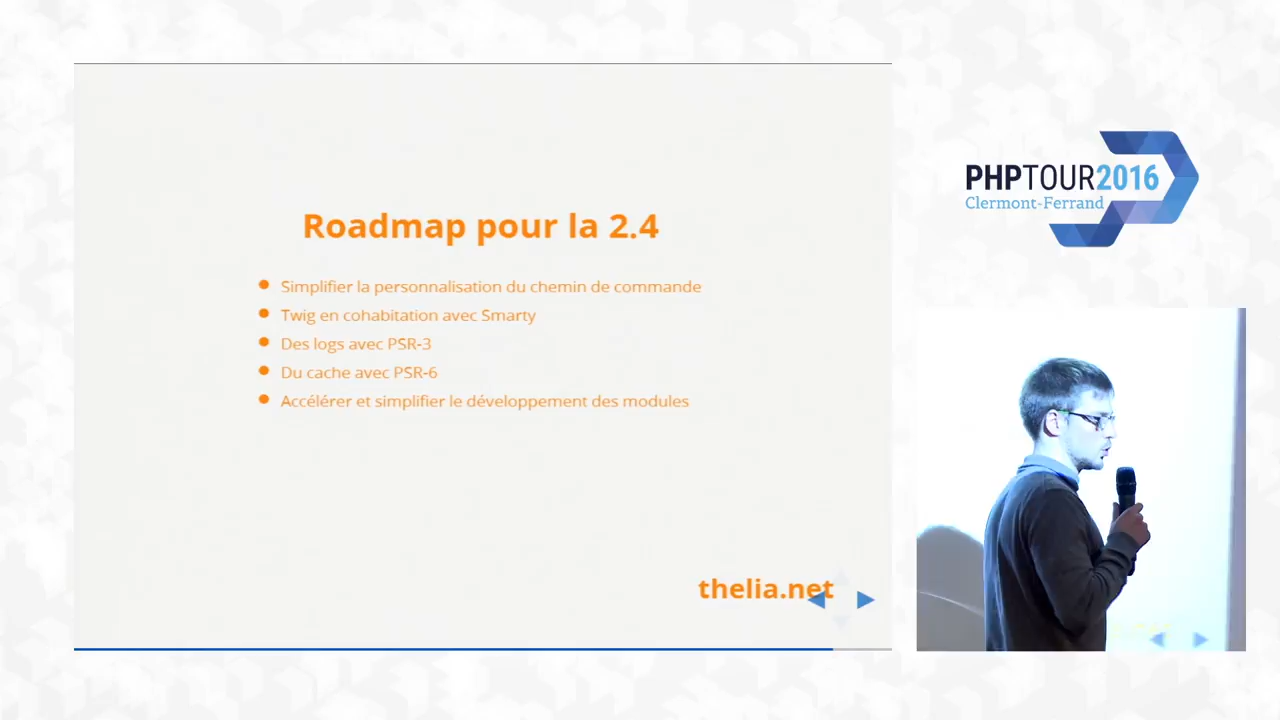 Roadmap pour la 2.4
Simplifier la personnalisation du chemin de commande
Twig en cohabitation avec Smarty
Des logs avec PSR-3
Du cache avec PSR-6
Accélérer et simplifier le développement des modules
thelia.net
PHPTOUR2016
Clermont-Ferrand